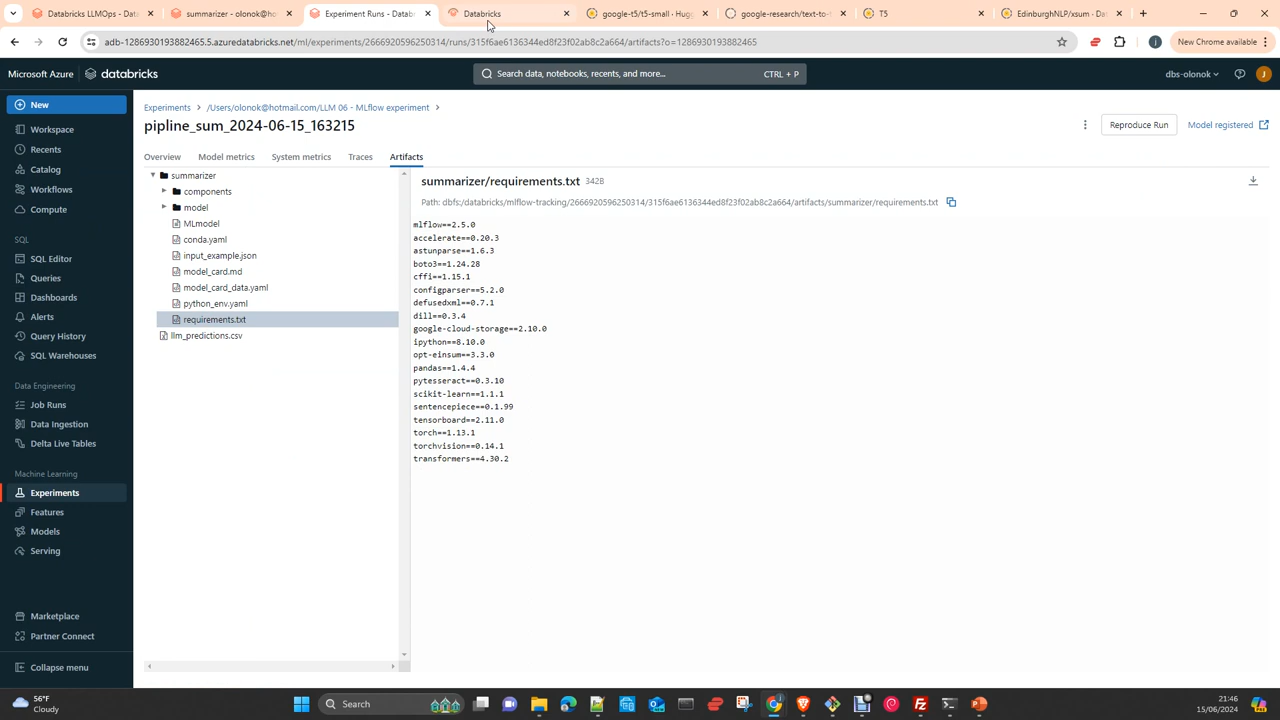 Databricks LLMOps - Datab
summarizer - olonok@hotm
Experiment Runs - Databri
Databricks
google-t5/t5-small · Hugg
google-research/text-to-t
T5
EdinburghNLP/xsum · Data
adb-1286930193882465.5.azuredatabricks.net/ml/experiments/2666920596250314/runs/315f6ae6136344ed8f23f02ab8c2a664/artifacts?o=1286930193882465
New Chrome available
Microsoft Azure
databricks
Search data, notebooks, recents, and more...
CTRL + P
dbs-olonok
J
New
Workspace
Recents
Catalog
Workflows
Compute
SQL
SQL Editor
Queries
Dashboards
Alerts
Query History
SQL Warehouses
Data Engineering
Job Runs
Data Ingestion
Delta Live Tables
Machine Learning
Experiments
Features
Models
Serving
Marketplace
Partner Connect
Collapse menu
Experiments > /Users/olonok@hotmail.com/LLM 06 - MLflow experiment >
pipline_sum_2024-06-15_163215
Reproduce Run
Model registered
Overview
Model metrics
System metrics
Traces
Artifacts
summarizer
components
model
MLmodel
conda.yaml
input_example.json
model_card.md
model_card_data.yaml
python_env.yaml
requirements.txt
llm_predictions.csv
summarizer/requirements.txt 342B
Path: dbfs:/databricks/mlflow-tracking/2666920596250314/315f6ae6136344ed8f23f02ab8c2a664/artifacts/summarizer/requirements.txt
mlflow==2.5.0
accelerate==0.20.3
astunparse==1.6.3
boto3==1.24.28
cffi==1.15.1
configparser==5.2.0
defusedxml==0.7.1
dill==0.3.4
google-cloud-storage==2.10.0
ipython==8.10.0
opt-einsum==3.3.0
pandas==1.4.4
pytesseract==0.3.10
scikit-learn==1.1.1
sentencepiece==0.1.99
tensorboard==2.11.0
torch==1.13.1
torchvision==0.14.1
transformers==4.30.2
56°F
Cloudy
Search
21:46
15/06/2024